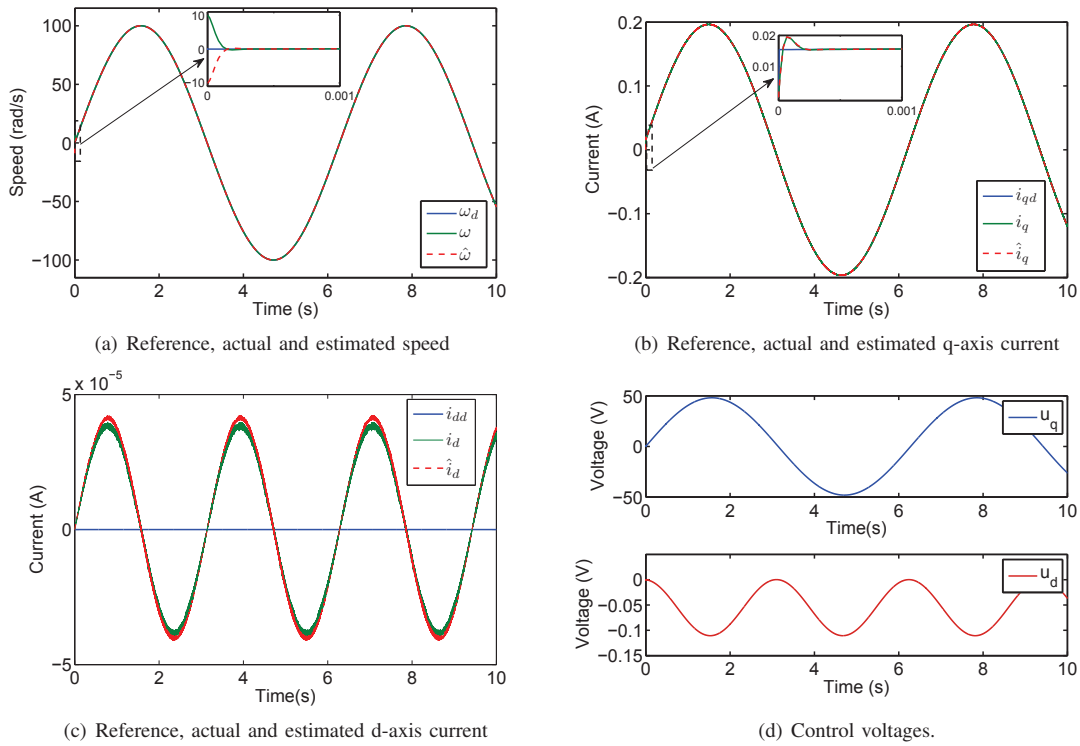 100
50
0
−50
−100
Speed (rad/s)
10
0
−10
0
0.001
ω_d
ω
ω̂
0
2
4
6
8
10
Time (s)
(a) Reference, actual and estimated speed
0.2
0.1
0
−0.1
−0.2
Current (A)
0.02
0.01
0
0.001
i_{qd}
i_q
î_q
0
2
4
6
8
10
Time (s)
(b) Reference, actual and estimated q-axis current
x 10^{−5}
5
0
−5
Current (A)
i_{dd}
i_d
î_d
0
2
4
6
8
10
Time(s)
(c) Reference, actual and estimated d-axis current
50
0
−50
Voltage (V)
u_q
0
2
4
6
8
10
Time(s)
0
−0.05
−0.1
−0.15
Voltage (V)
u_d
0
2
4
6
8
10
Time (s)
(d) Control voltages.